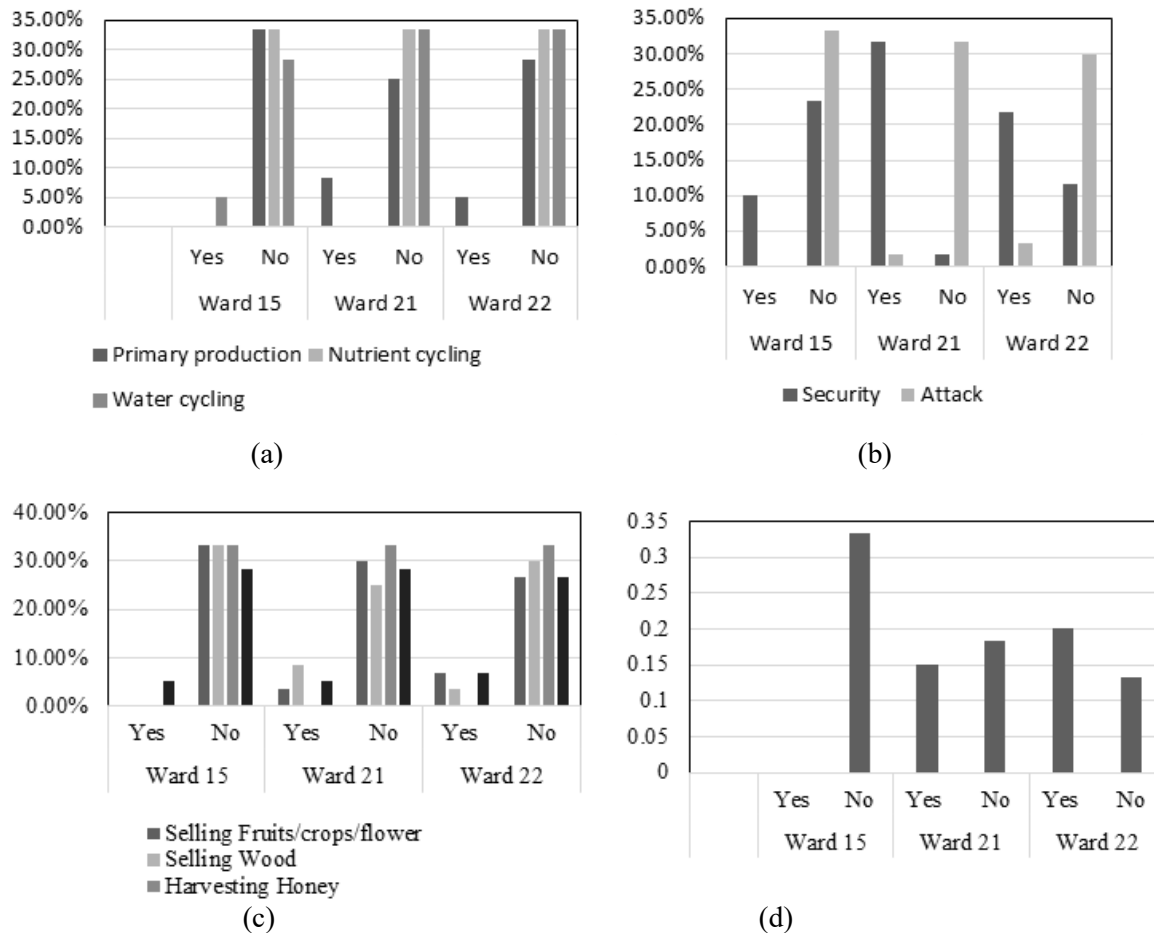 35.00%
30.00%
25.00%
20.00%
15.00%
10.00%
5.00%
0.00%
Yes No Yes No Yes No
Ward 15 Ward 21 Ward 22
Primary production Nutrient cycling
Water cycling
(a)
35.00%
30.00%
25.00%
20.00%
15.00%
10.00%
5.00%
0.00%
Yes No Yes No Yes No
Ward 15 Ward 21 Ward 22
Security Attack
(b)
40.00%
30.00%
20.00%
10.00%
0.00%
Yes No Yes No Yes No
Ward 15 Ward 21 Ward 22
Selling Fruits/crops/flower
Selling Wood
Harvesting Honey
(c)
0.35
0.3
0.25
0.2
0.15
0.1
0.05
0
Yes No Yes No Yes No
Ward 15 Ward 21 Ward 22
(d)